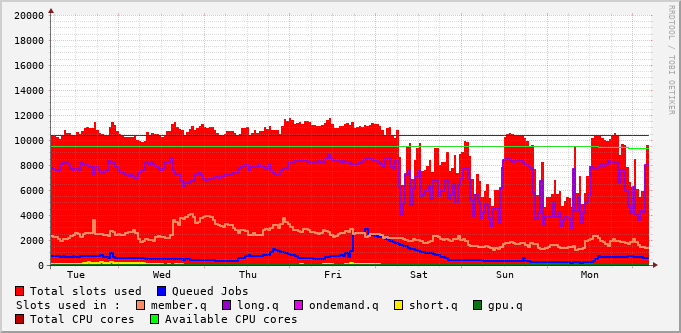 20000
18000
16000
14000
12000
10000
8000
6000
4000
2000
0
Tue Wed Thu Fri Sat Sun Mon
RRDTOOL / TOBI OETIKER
Total slots used Queued Jobs
Slots used in : member.q long.q ondemand.q short.q gpu.q
Total CPU cores Available CPU cores